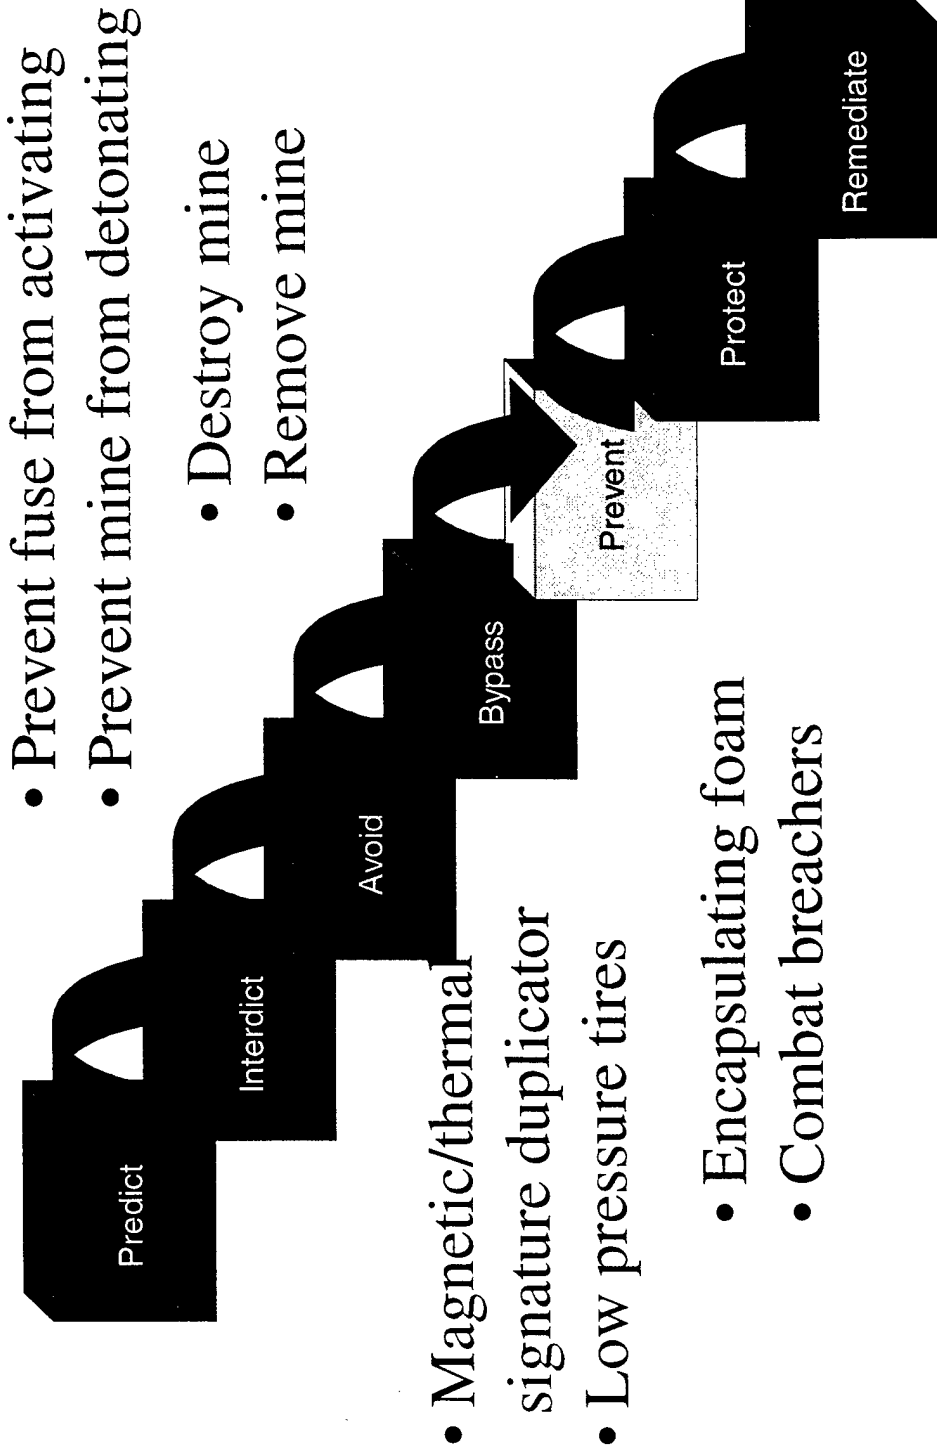 • Prevent fuse from activating
• Prevent mine from detonating
• Destroy mine
• Remove mine
Predict
Interdict
Avoid
Bypass
Prevent
Protect
Remediate
• Magnetic/thermal
signature duplicator
• Low pressure tires
• Encapsulating foam
• Combat breachers